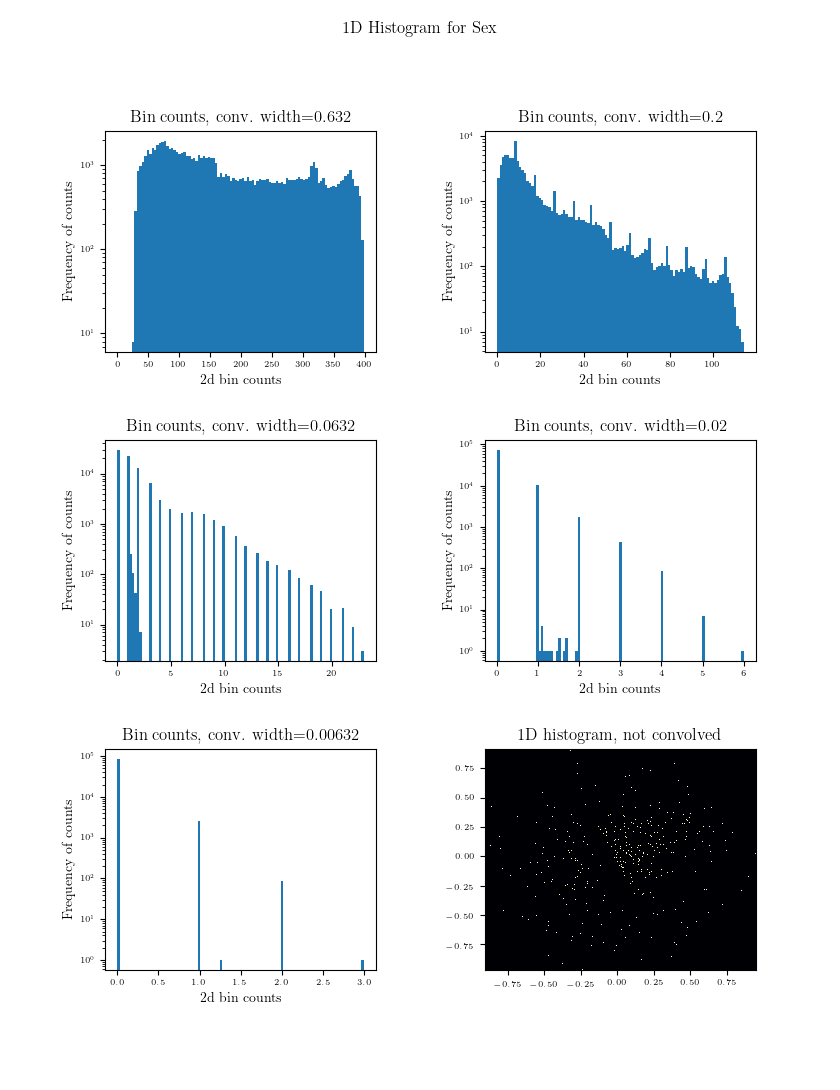 1D Histogram for Sex
Bin counts, conv. width=0.632
Frequency of counts
10³
10²
10¹
0 50 100 150 200 250 300 350 400
2d bin counts
Bin counts, conv. width=0.2
Frequency of counts
10⁴
10³
10²
10¹
0 20 40 60 80 100
2d bin counts
Bin counts, conv. width=0.0632
Frequency of counts
10⁴
10³
10²
10¹
0 5 10 15 20
2d bin counts
Bin counts, conv. width=0.02
Frequency of counts
10⁵
10⁴
10³
10²
10¹
10⁰
0 1 2 3 4 5 6
2d bin counts
Bin counts, conv. width=0.00632
Frequency of counts
10⁵
10⁴
10³
10²
10¹
10⁰
0.0 0.5 1.0 1.5 2.0 2.5 3.0
2d bin counts
1D histogram, not convolved
0.75
0.50
0.25
0.00
−0.25
−0.50
−0.75
−0.75 −0.50 −0.25 0.00 0.25 0.50 0.75